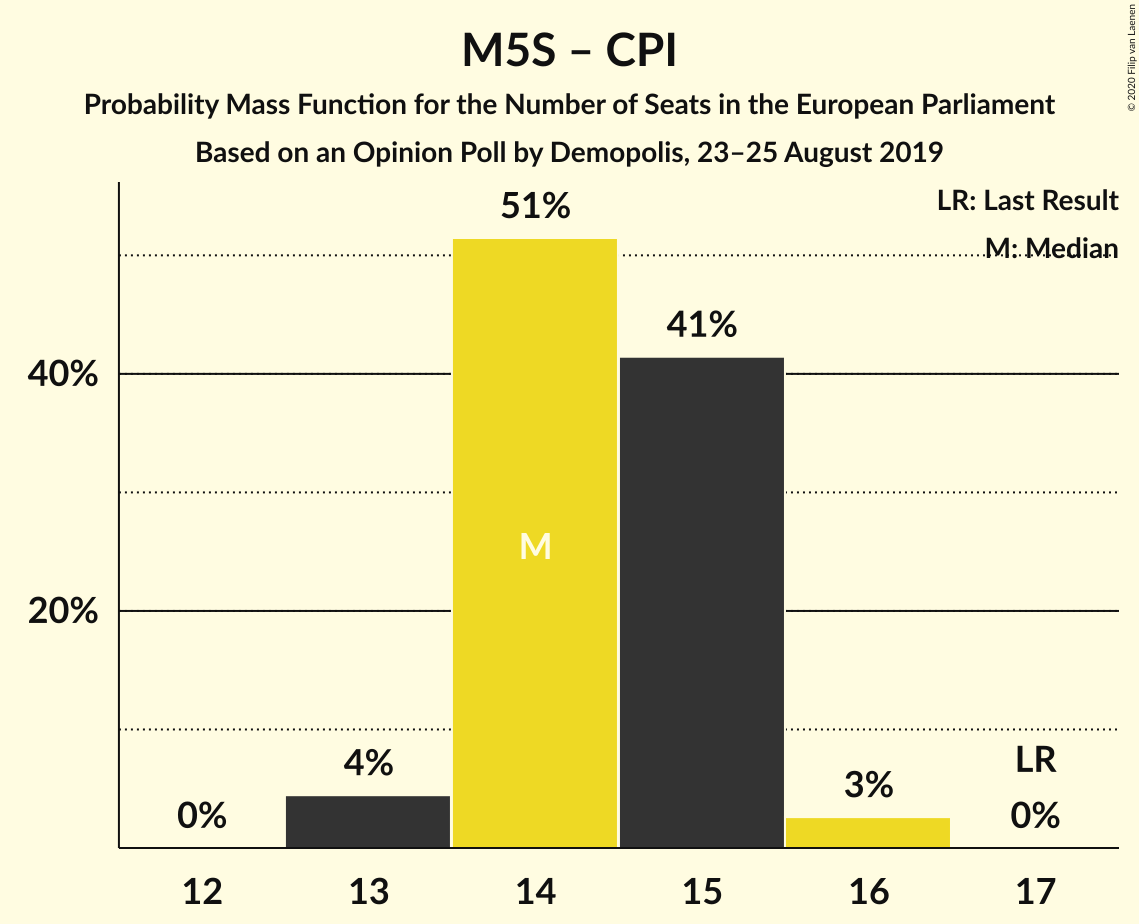 M5S – CPI
Probability Mass Function for the Number of Seats in the European Parliament
Based on an Opinion Poll by Demopolis, 23–25 August 2019
© 2020 Filip van Laenen
LR: Last Result
M: Median
51%
41%
40%
M
20%
4%
3%
LR
0%
0%
12
13
14
15
16
17